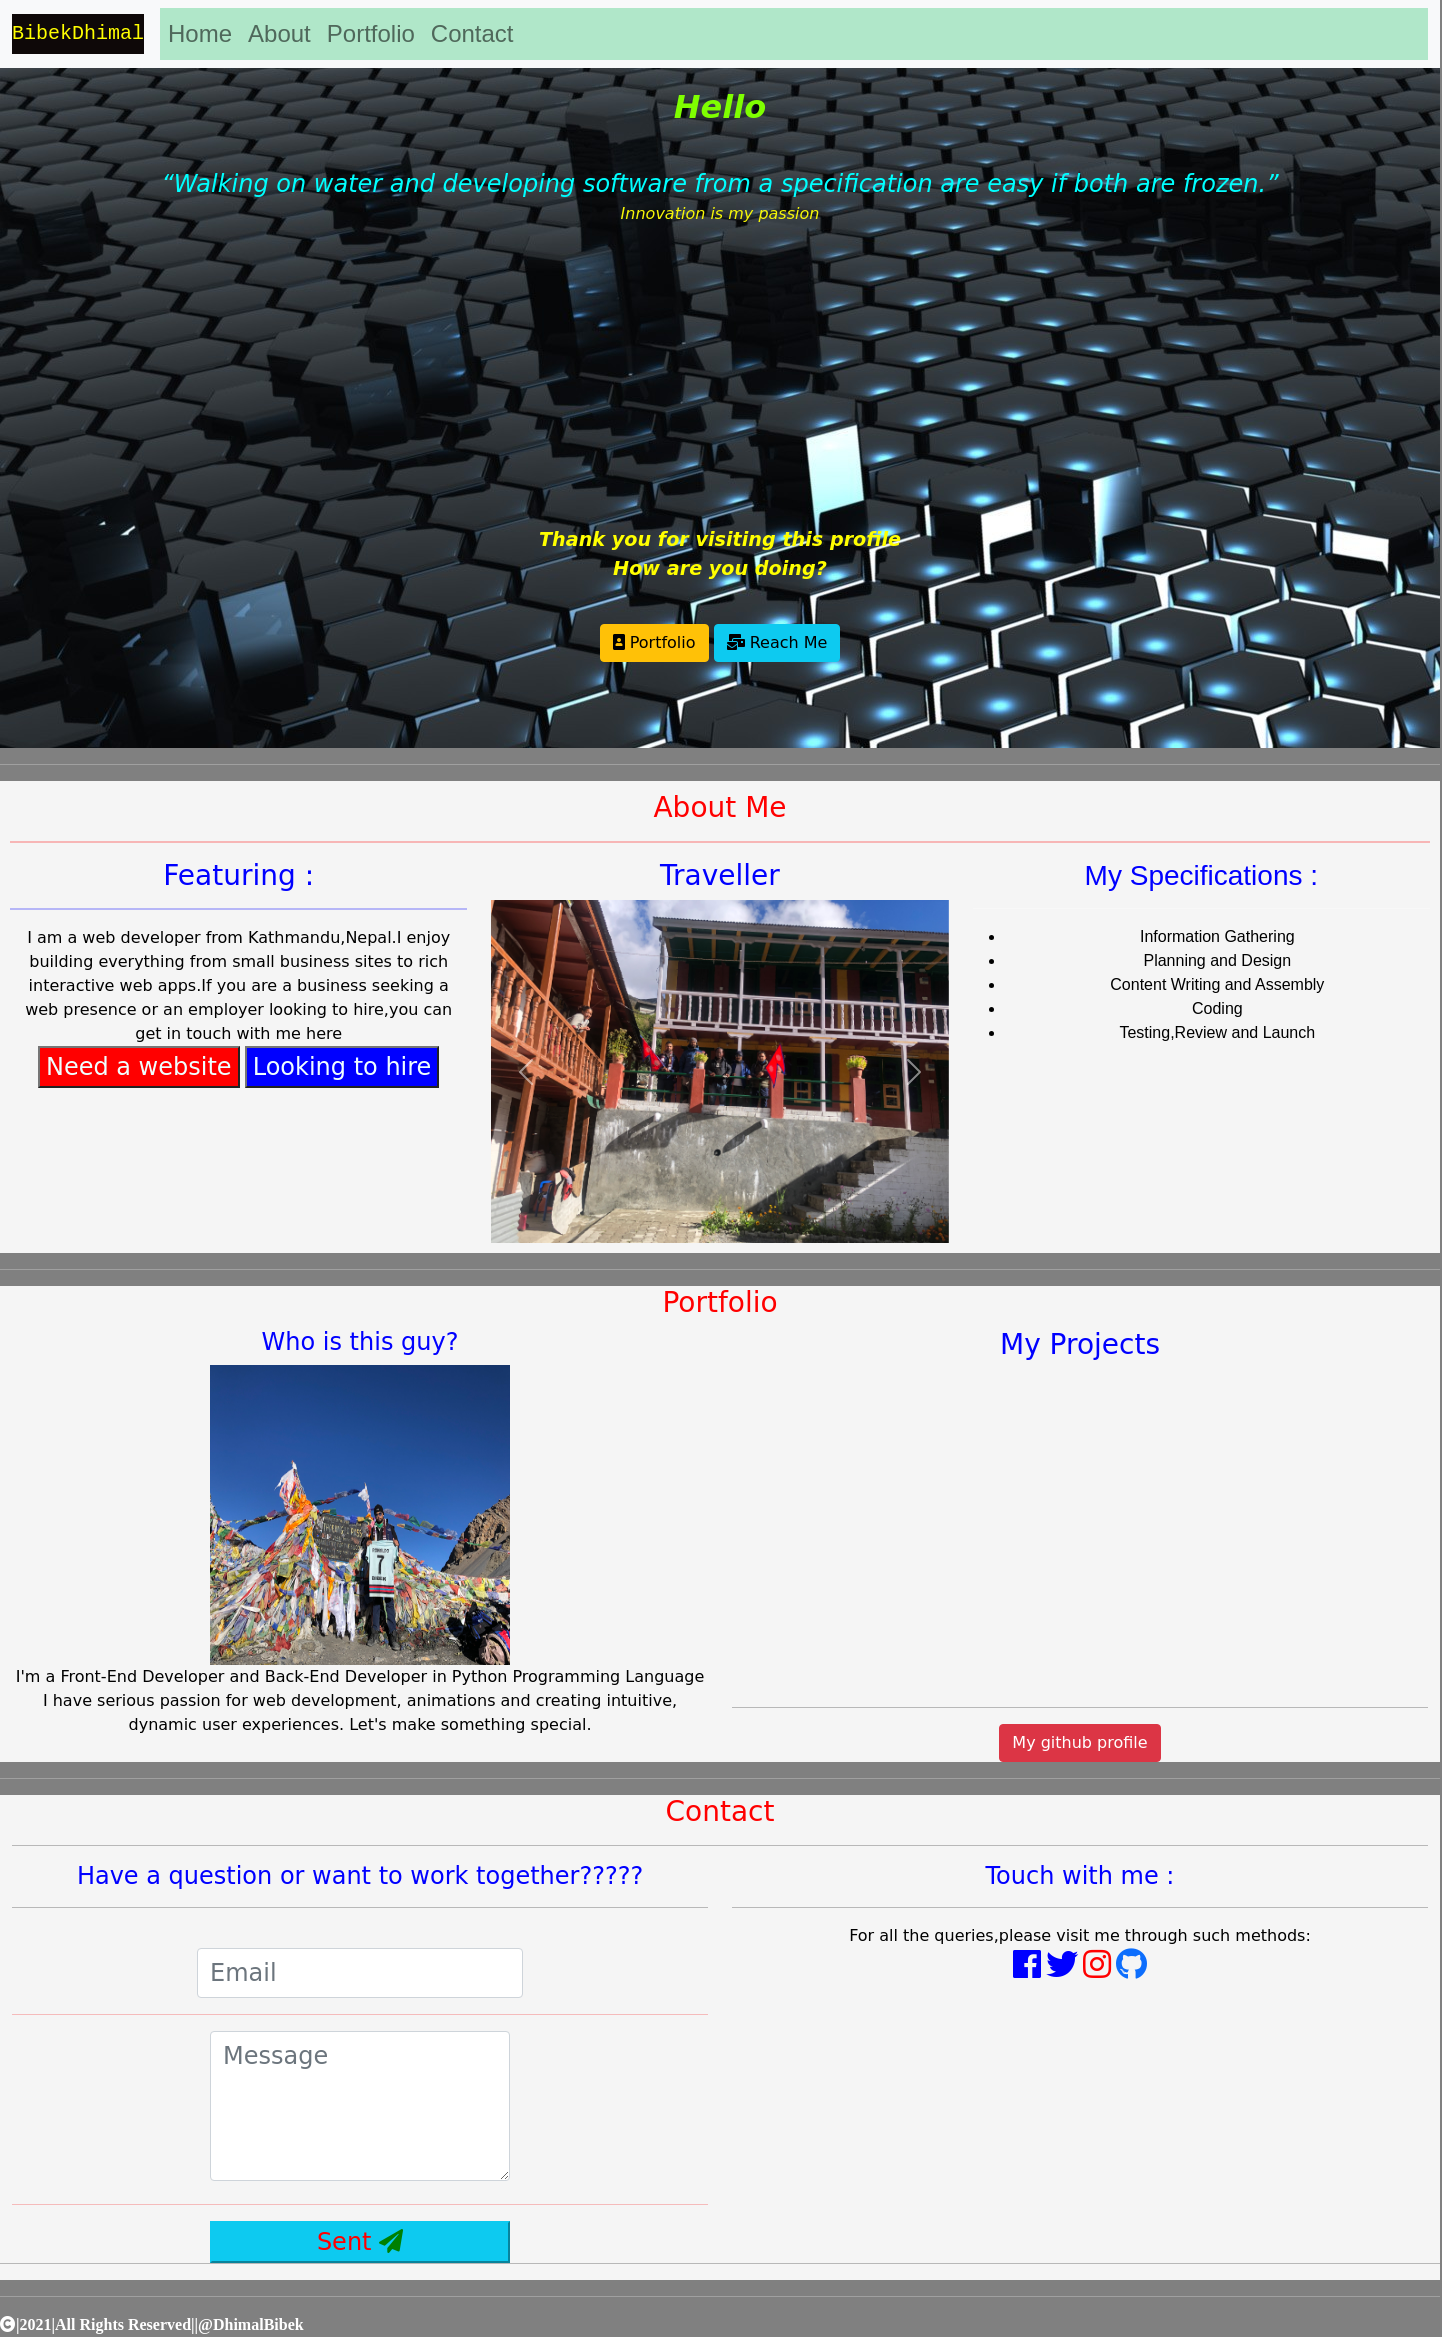 BibekDhimal
Home About Portfolio Contact
Hello
“Walking on water and developing software from a specification are easy if both are frozen.”
Innovation is my passion
Thank you for visiting this profile
How are you doing?
Portfolio Reach Me
About Me
Featuring :
I am a web developer from Kathmandu,Nepal.I enjoy
building everything from small business sites to rich
interactive web apps.If you are a business seeking a
web presence or an employer looking to hire,you can
get in touch with me here
Need a website Looking to hire
Traveller
My Specifications :
Information Gathering
Planning and Design
Content Writing and Assembly
Coding
Testing,Review and Launch
Portfolio
Who is this guy?
RONALDO
7
I'm a Front-End Developer and Back-End Developer in Python Programming Language
I have serious passion for web development, animations and creating intuitive,
dynamic user experiences. Let's make something special.
My Projects
My github profile
Contact
Have a question or want to work together?????
Email
Message
Sent
Touch with me :
For all the queries,please visit me through such methods:
|2021|All Rights Reserved||@DhimalBibek